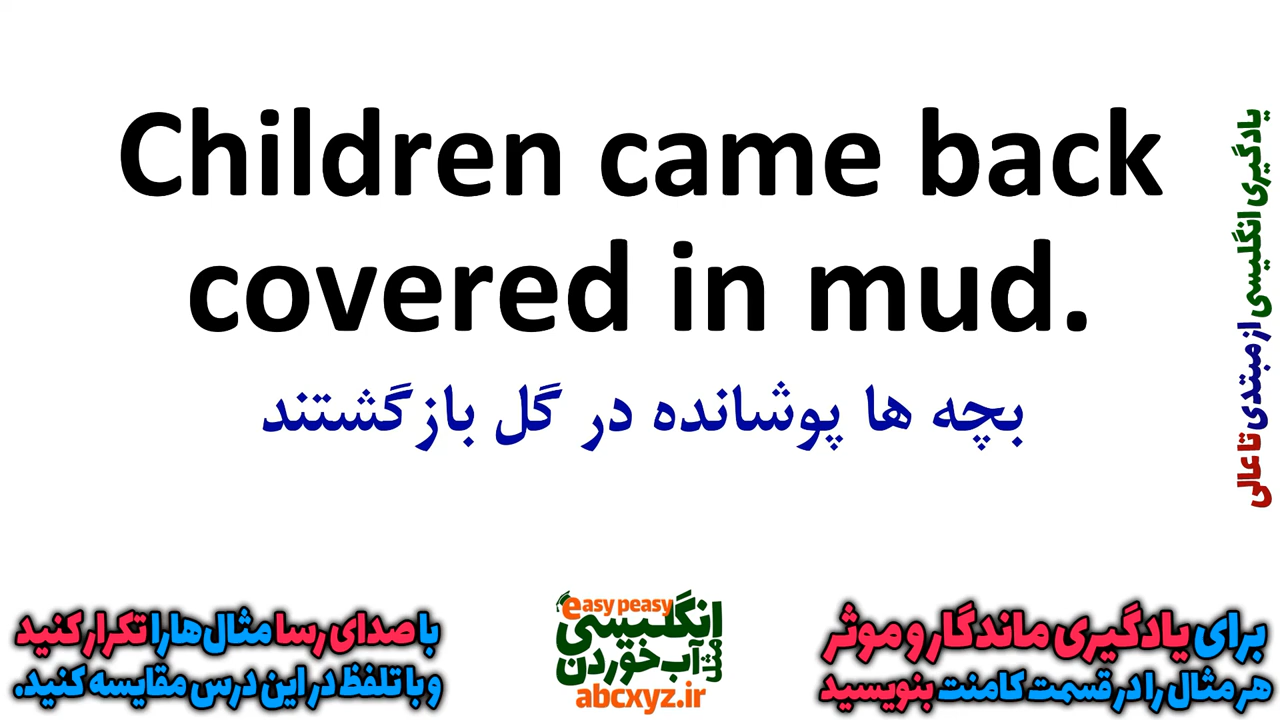 Children came back
covered in mud.
بچه ها پوشانده در گل بازگشتند
یادگیری انگلیسی از مبتدی تا عالی
با صدای رسا مثال‌ها را تکرار کنید
و با تلفظ در این درس مقایسه کنید.
easy peasy
انگلیسی
مثل
آب خوردن
abcxyz.ir
برای یادگیری ماندگار و موثر
هر مثال را در قسمت کامنت بنویسید